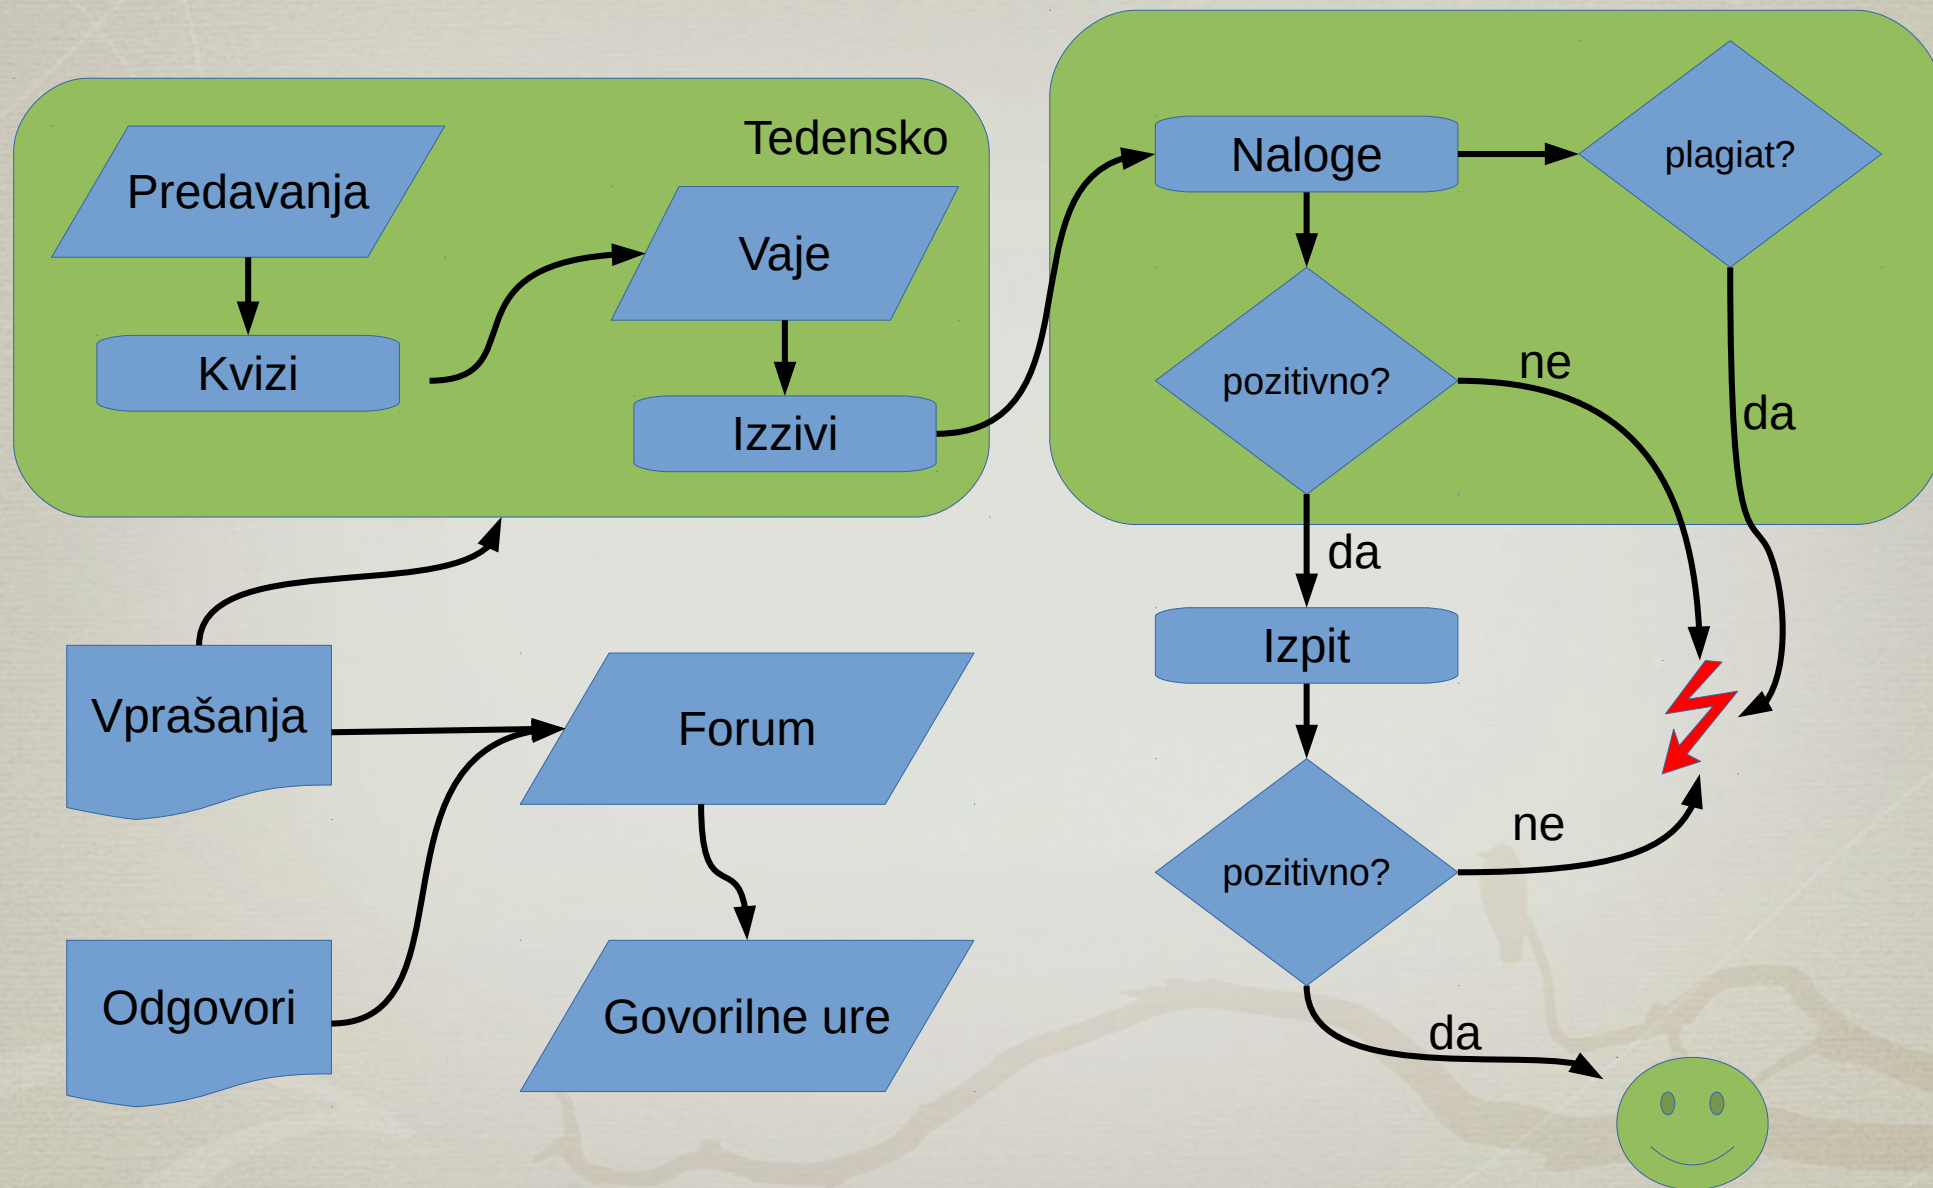 Tedensko
Predavanja
Vaje
Kvizi
Izzivi
Naloge
plagiat?
pozitivno?
ne
da
da
Izpit
pozitivno?
ne
da
Vprašanja
Forum
Odgovori
Govorilne ure